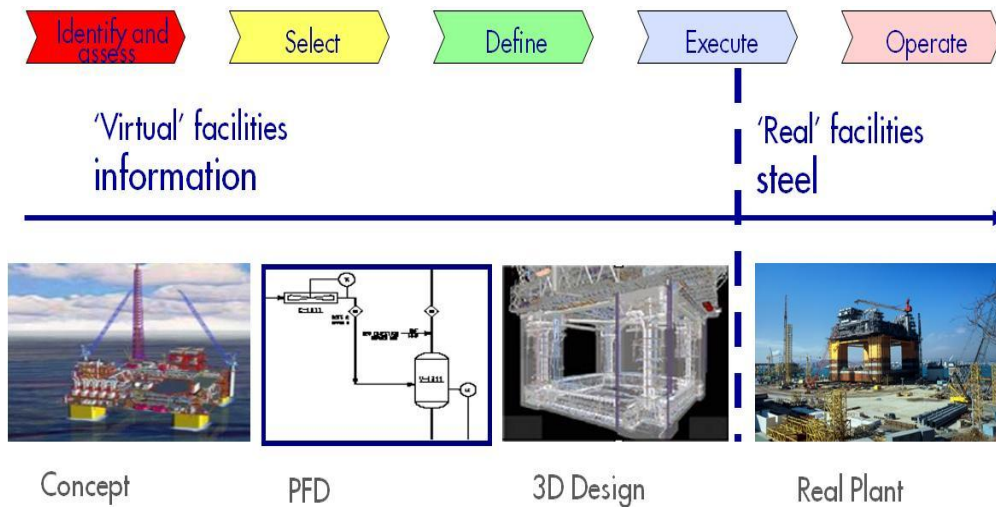 Identify and
assess
Select
Define
Execute
Operate
'Virtual' facilities
information
'Real' facilities
steel
V-1211
Concept
PFD
3D Design
Real Plant